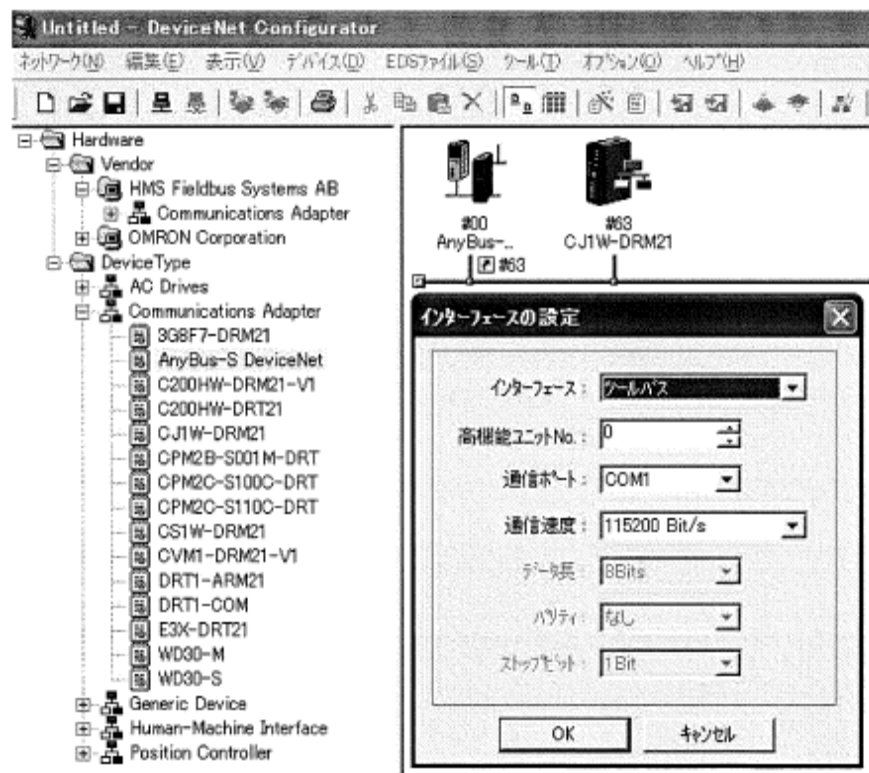 Untitled - DeviceNet Configurator
ネットワーク(N) 編集(E) 表示(V) デバイス(D) EDSファイル(S) ツール(T) オプション(O) ヘルプ(H)
Hardware
Vendor
HMS Fieldbus Systems AB
Communications Adapter
OMRON Corporation
DeviceType
AC Drives
Communications Adapter
3G8F7-DRM21
AnyBus-S DeviceNet
C200HW-DRM21-V1
C200HW-DRT21
CJ1W-DRM21
CPM2B-S001M-DRT
CPM2C-S100C-DRT
CPM2C-S110C-DRT
CS1W-DRM21
CVM1-DRM21-V1
DRT1-ARM21
DRT1-COM
E3X-DRT21
WD30-M
WD30-S
Generic Device
Human-Machine Interface
Position Controller
#00 #63
AnyBus-.. CJ1W-DRM21
#63
インターフェースの設定
インターフェース: ツールバス
高機能ユニットNo.: 0
通信ポート: COM1
通信速度: 115200 Bit/s
データ長: 8Bits
パリティ: なし
ストップビット: 1Bit
OK キャンセル